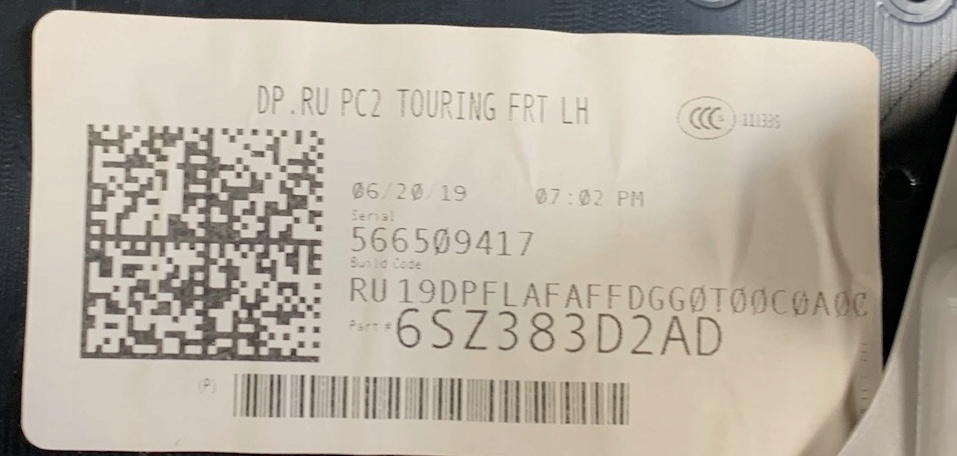 DP.RU PC2 TOURING FRT LH
CCC 111335
06/20/19 07:02 PM
Serial
566509417
Build Code
RU 19DPFLAFAFFDGG0T00C0A0C
Part # 6SZ383D2AD
(P)